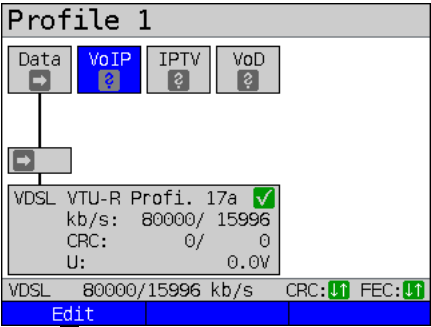 Profile 1
Data VoIP IPTV VoD
? ? ?
VDSL VTU-R Profi. 17a
kb/s: 80000/ 15996
CRC: 0/ 0
U: 0.0V
VDSL 80000/15996 kb/s CRC: FEC:
Edit